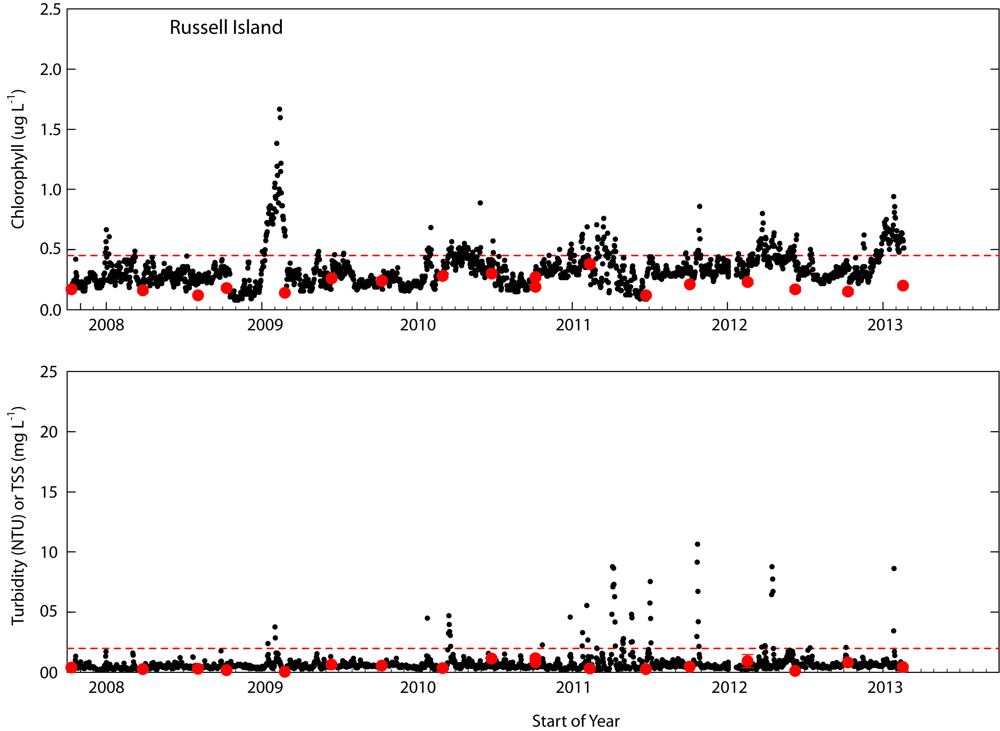 Russell Island
Chlorophyll (ug L-1)
2.5
2.0
1.5
1.0
0.5
0.0
2008 2009 2010 2011 2012 2013
Turbidity (NTU) or TSS (mg L-1)
25
20
15
10
05
00
2008 2009 2010 2011 2012 2013
Start of Year